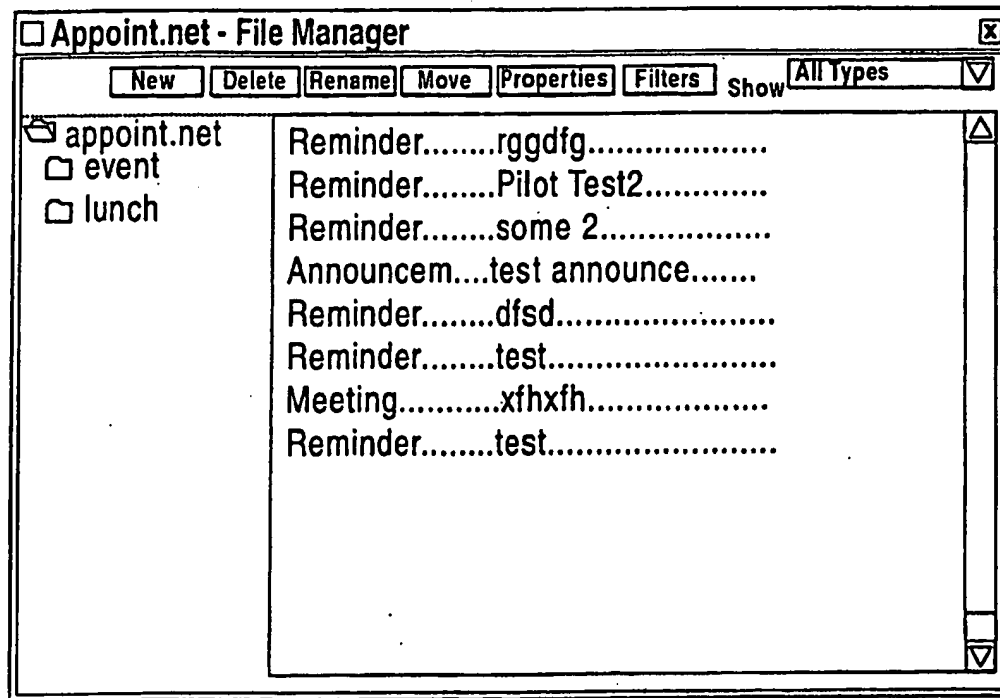 Appoint.net - File Manager
New Delete Rename Move Properties Filters Show All Types
appoint.net
event
lunch
Reminder........rggdfg...................
Reminder........Pilot Test2.............
Reminder........some 2..................
Announcem....test announce.......
Reminder........dfsd.......................
Reminder........test........................
Meeting...........xfhxfh...................
Reminder........test........................